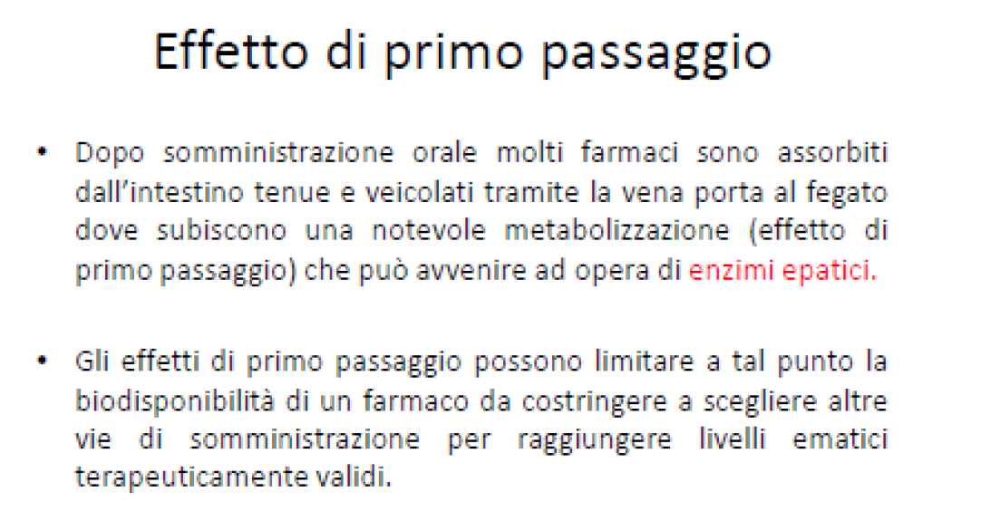 Effetto di primo passaggio
• Dopo somministrazione orale molti farmaci sono assorbiti
dall'intestino tenue e veicolati tramite la vena porta al fegato
dove subiscono una notevole metabolizzazione (effetto di
primo passaggio) che può avvenire ad opera di enzimi epatici.
• Gli effetti di primo passaggio possono limitare a tal punto la
biodisponibilità di un farmaco da costringere a scegliere altre
vie di somministrazione per raggiungere livelli ematici
terapeuticamente validi.